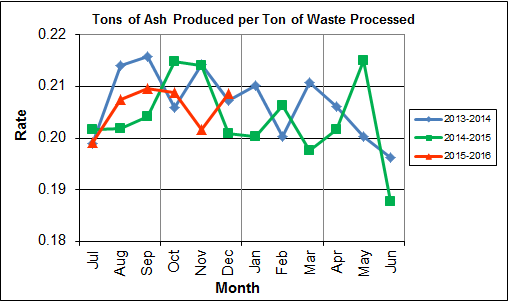 Tons of Ash Produced per Ton of Waste Processed
0.22
0.21
0.20
0.19
0.18
Rate
Jul Aug Sep Oct Nov Dec Jan Feb Mar Apr May Jun
Month
2013-2014
2014-2015
2015-2016